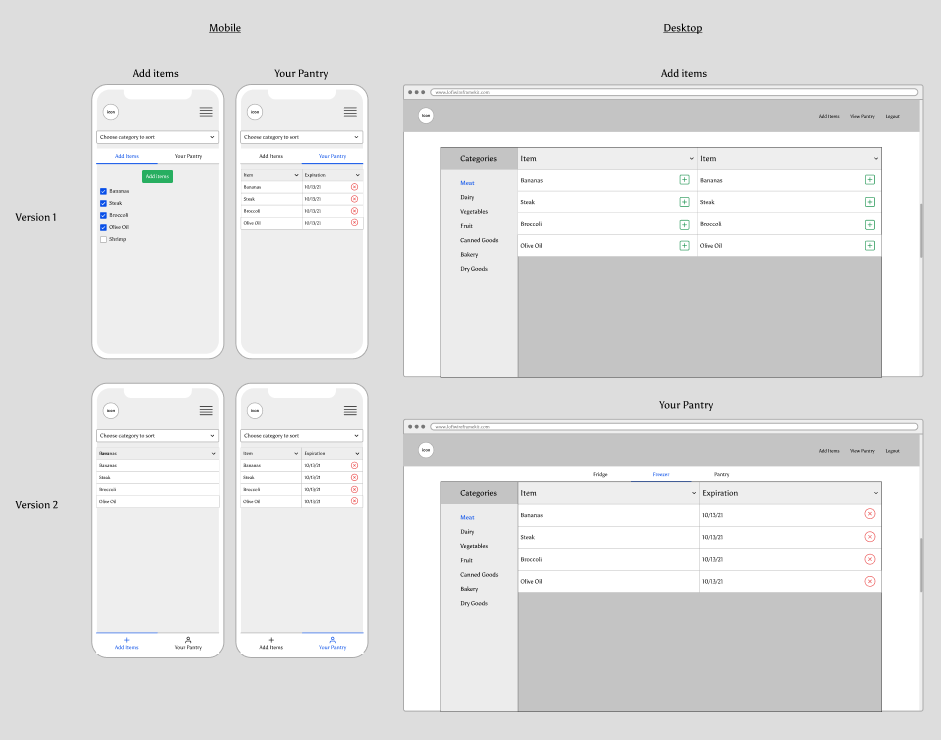 Mobile
Desktop
Add items
Your Pantry
Add items
icon
Choose category to sort
Add Items
Your Pantry
Add items
Bananas
Steak
Broccoli
Olive Oil
Shrimp
icon
Choose category to sort
Add Items
Your Pantry
Item Expiration
Bananas 10/13/21
Steak 10/13/21
Broccoli 10/13/21
Olive Oil 10/13/21
Version 1
www.lofiwireframekit.com
icon
Add Items View Pantry Logout
Categories Item Item
Meat
Dairy
Vegetables
Fruit
Canned Goods
Bakery
Dry Goods
Bananas Bananas
Steak Steak
Broccoli Broccoli
Olive Oil Olive Oil
Version 2
icon
Choose category to sort
Bananas
Steak
Broccoli
Olive Oil
Add Items
Your Pantry
icon
Choose category to sort
Item Expiration
Bananas 10/13/21
Steak 10/13/21
Broccoli 10/13/21
Olive Oil 10/13/21
Add Items
Your Pantry
Your Pantry
www.lofiwireframekit.com
icon
Add Items View Pantry Logout
Fridge Freezer Pantry
Categories Item Expiration
Meat
Dairy
Vegetables
Fruit
Canned Goods
Bakery
Dry Goods
Bananas 10/13/21
Steak 10/13/21
Broccoli 10/13/21
Olive Oil 10/13/21